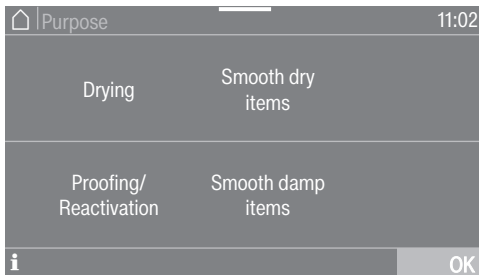 Purpose 11:02
Drying
Smooth dry
items
Proofing/
Reactivation
Smooth damp
items
i OK